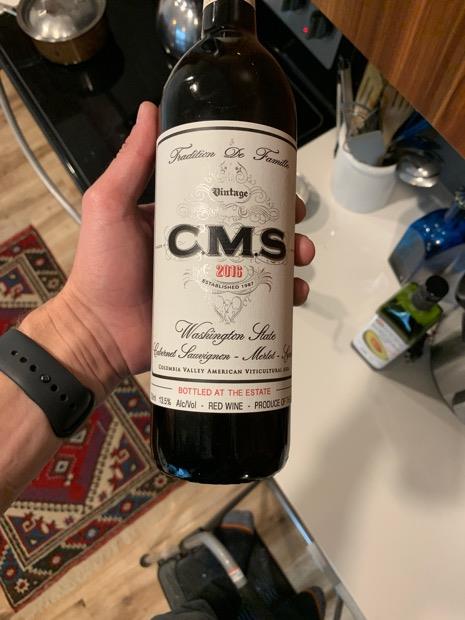 Tradition De Famille
Vintage
C.M.S
2016
ESTABLISHED 1987
Washington State
Cabernet Sauvignon - Merlot -
COLUMBIA VALLEY AMERICAN VITICULTURAL
BOTTLED AT THE ESTATE
13.5% Alc/Vol - RED WINE - PRODUCE OF